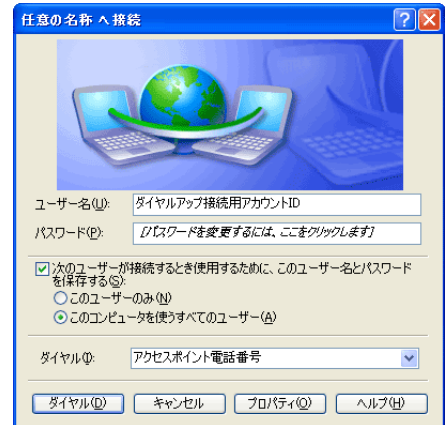 任意の名称 へ接続
ユーザー名(U):
ダイヤルアップ接続用アカウントID
パスワード(P):
[パスワードを変更するには、ここをクリックします]
次のユーザーが接続するとき使用するために、このユーザー名とパスワード
を保存する(S):
このユーザーのみ(N)
このコンピュータを使うすべてのユーザー(A)
ダイヤル(I):
アクセスポイント電話番号
ダイヤル(D)
キャンセル
プロパティ(O)
ヘルプ(H)